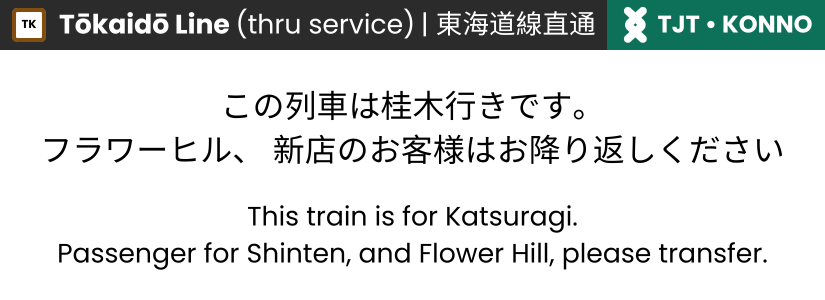 TK Tōkaidō Line (thru service) | 東海道線直通 TJT • KONNO
この列車は桂木行きです。
フラワーヒル、 新店のお客様はお降り返しください
This train is for Katsuragi.
Passenger for Shinten, and Flower Hill, please transfer.